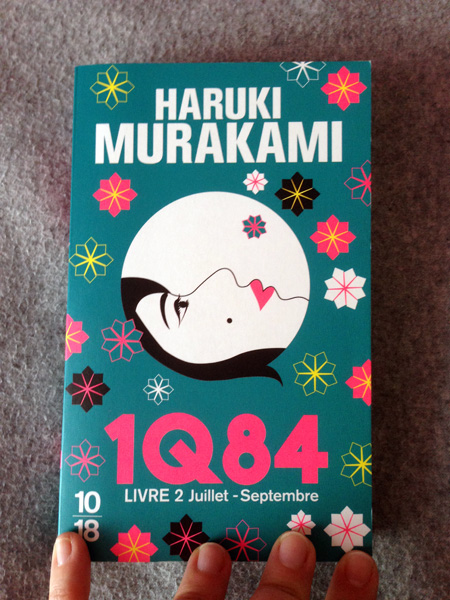 HARUKI
MURAKAMI
1Q84
LIVRE 2 Juillet - Septembre
10
18